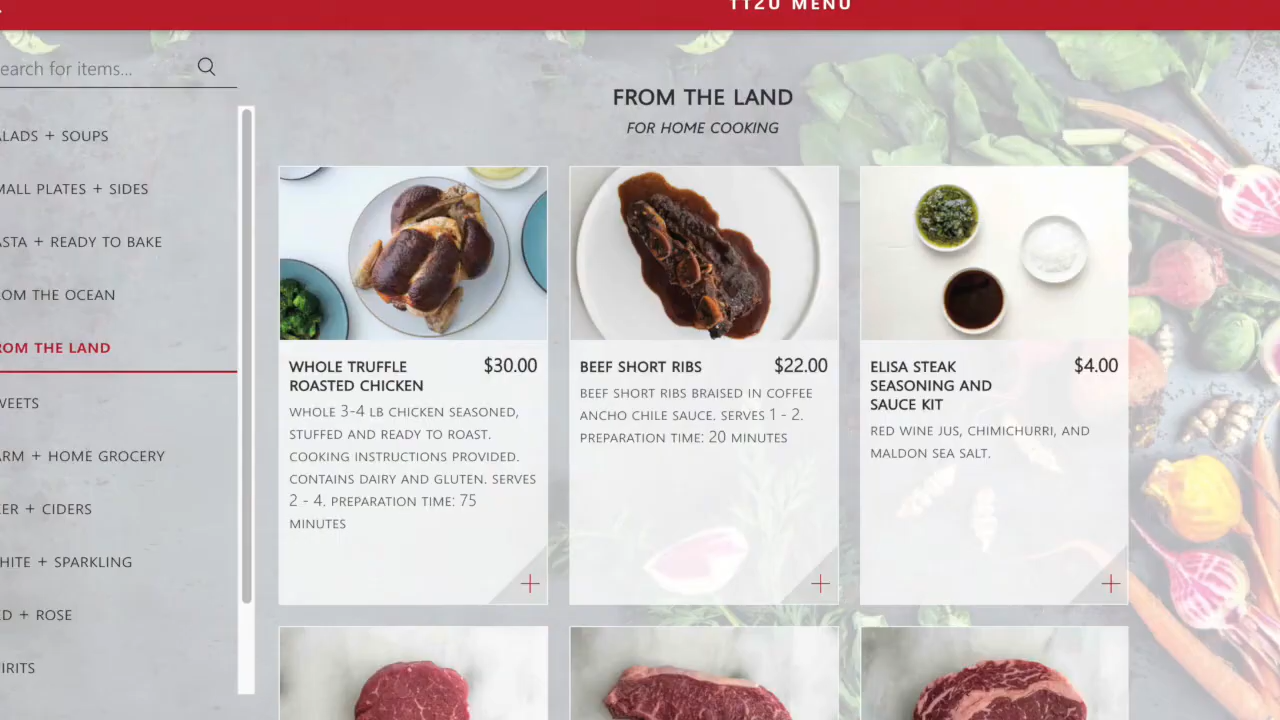 TT2U MENU
earch for items...
ALADS + SOUPS
MALL PLATES + SIDES
ASTA + READY TO BAKE
OM THE OCEAN
ROM THE LAND
WEETS
ARM + HOME GROCERY
ER + CIDERS
HITE + SPARKLING
D + ROSE
IRITS
FROM THE LAND
FOR HOME COOKING
WHOLE TRUFFLE $30.00
ROASTED CHICKEN
WHOLE 3-4 LB CHICKEN SEASONED,
STUFFED AND READY TO ROAST.
COOKING INSTRUCTIONS PROVIDED.
CONTAINS DAIRY AND GLUTEN. SERVES
2 - 4. PREPARATION TIME: 75
MINUTES
BEEF SHORT RIBS $22.00
BEEF SHORT RIBS BRAISED IN COFFEE
ANCHO CHILE SAUCE. SERVES 1 - 2.
PREPARATION TIME: 20 MINUTES
ELISA STEAK $4.00
SEASONING AND
SAUCE KIT
RED WINE JUS, CHIMICHURRI, AND
MALDON SEA SALT.